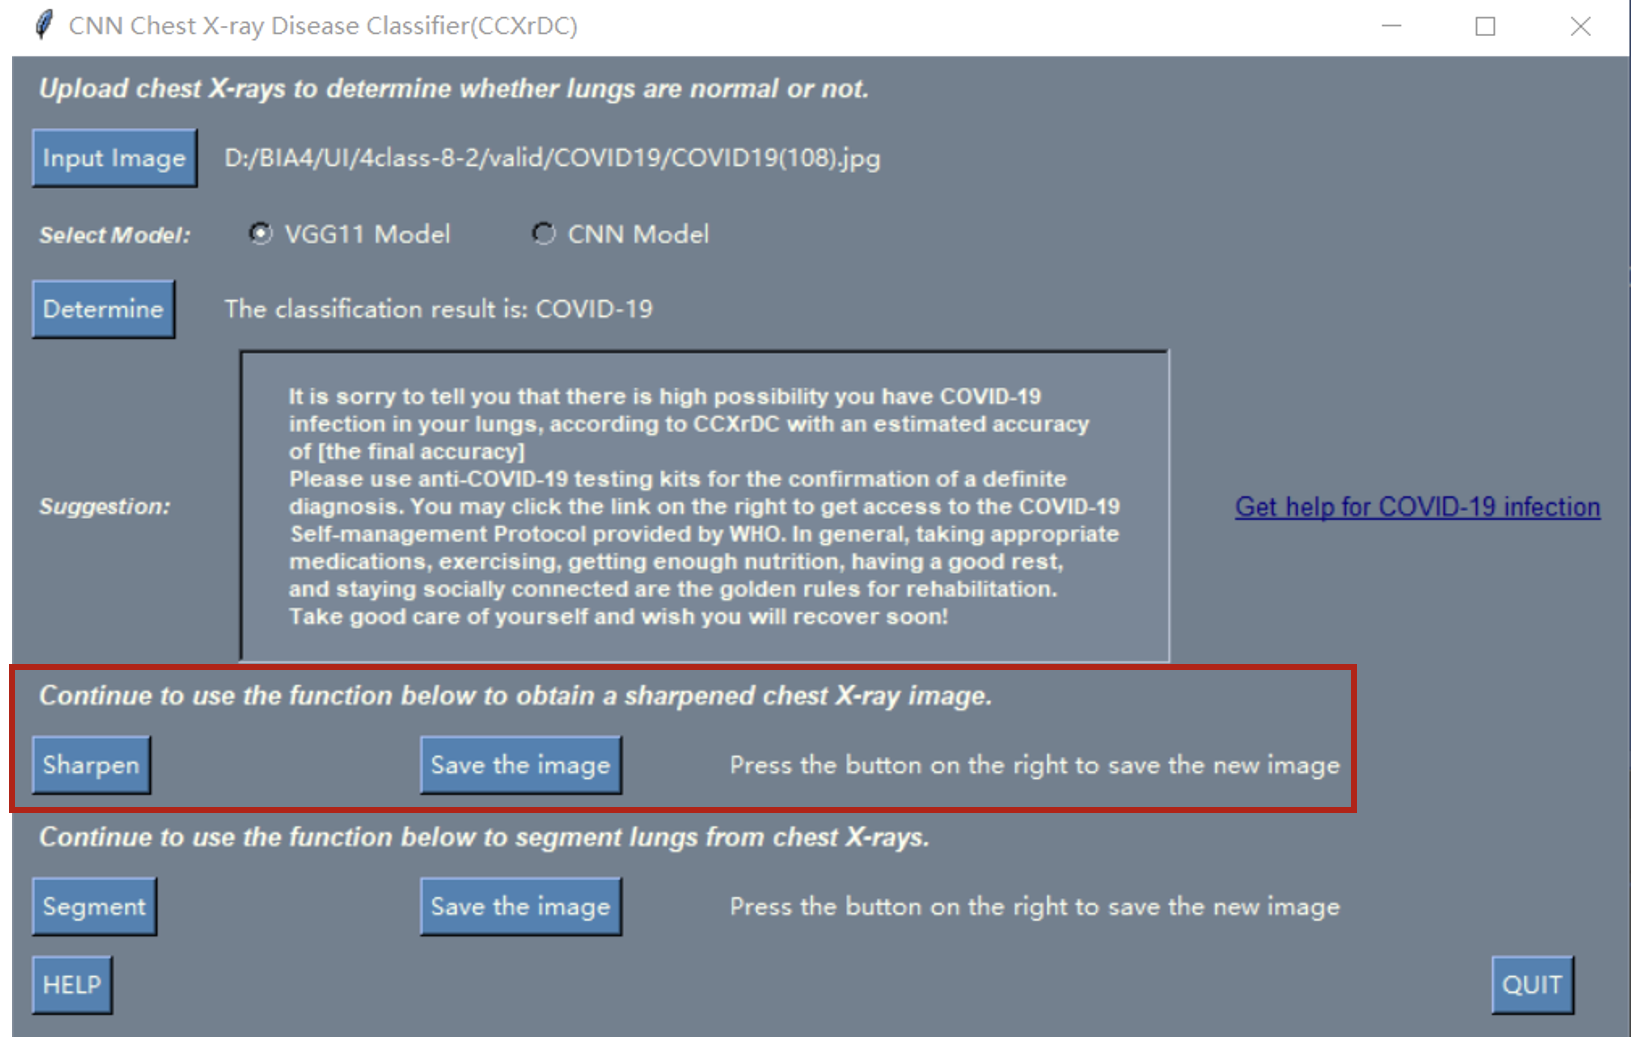 CNN Chest X-ray Disease Classifier(CCXrDC)
Upload chest X-rays to determine whether lungs are normal or not.
Input Image D:/BIA4/UI/4class-8-2/valid/COVID19/COVID19(108).jpg
Select Model: VGG11 Model CNN Model
Determine The classification result is: COVID-19
Suggestion:
It is sorry to tell you that there is high possibility you have COVID-19
infection in your lungs, according to CCXrDC with an estimated accuracy
of [the final accuracy]
Please use anti-COVID-19 testing kits for the confirmation of a definite
diagnosis. You may click the link on the right to get access to the COVID-19
Self-management Protocol provided by WHO. In general, taking appropriate
medications, exercising, getting enough nutrition, having a good rest,
and staying socially connected are the golden rules for rehabilitation.
Take good care of yourself and wish you will recover soon!
Get help for COVID-19 infection
Continue to use the function below to obtain a sharpened chest X-ray image.
Sharpen Save the image Press the button on the right to save the new image
Continue to use the function below to segment lungs from chest X-rays.
Segment Save the image Press the button on the right to save the new image
HELP QUIT